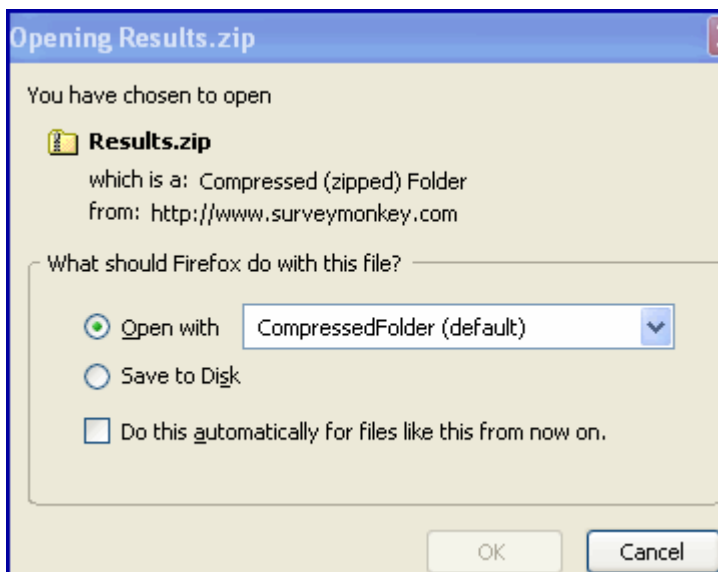 Opening Results.zip
You have chosen to open
Results.zip
which is a: Compressed (zipped) Folder
from: http://www.surveymonkey.com
What should Firefox do with this file?
Open with CompressedFolder (default)
Save to Disk
Do this automatically for files like this from now on.
OK Cancel